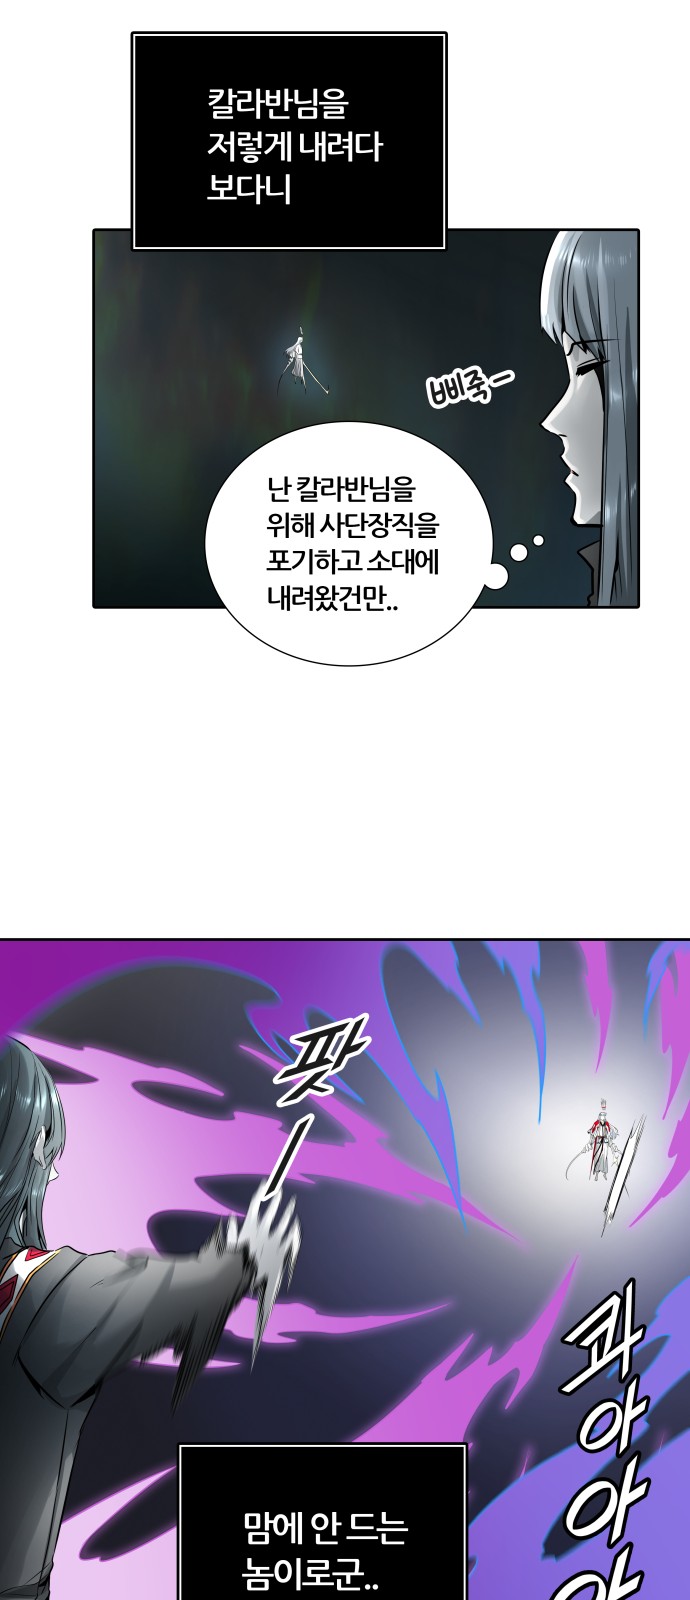 칼라반님을
저렇게 내려다
보다니
삐죽-
난 칼라반님을
위해 사단장직을
포기하고 소대에
내려왔건만..
팟
콰
아
아
아
맘에 안 드는
놈이로군..